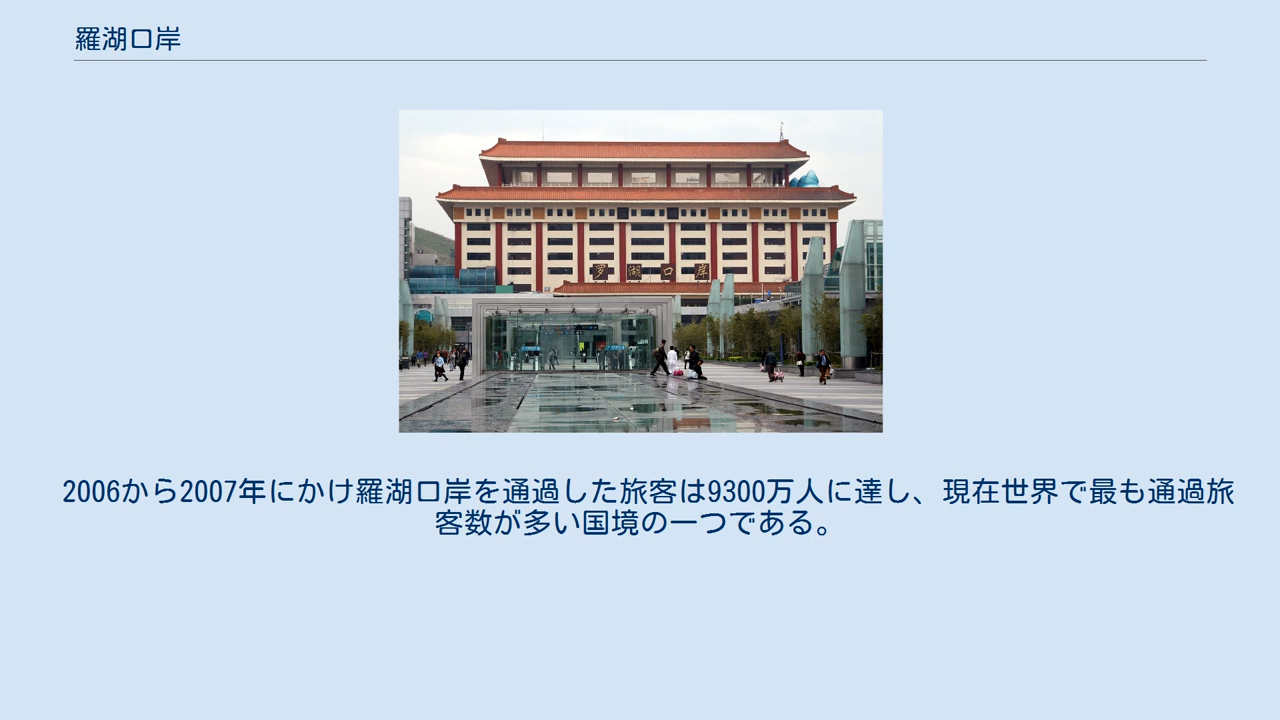 羅湖口岸
罗湖口岸
2006から2007年にかけ羅湖口岸を通過した旅客は9300万人に達し、現在世界で最も通過旅
客数が多い国境の一つである。